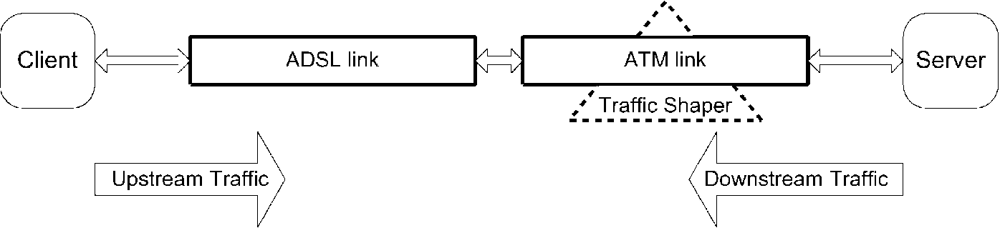 Client
ADSL link
ATM link
Server
Traffic Shaper
Upstream Traffic
Downstream Traffic